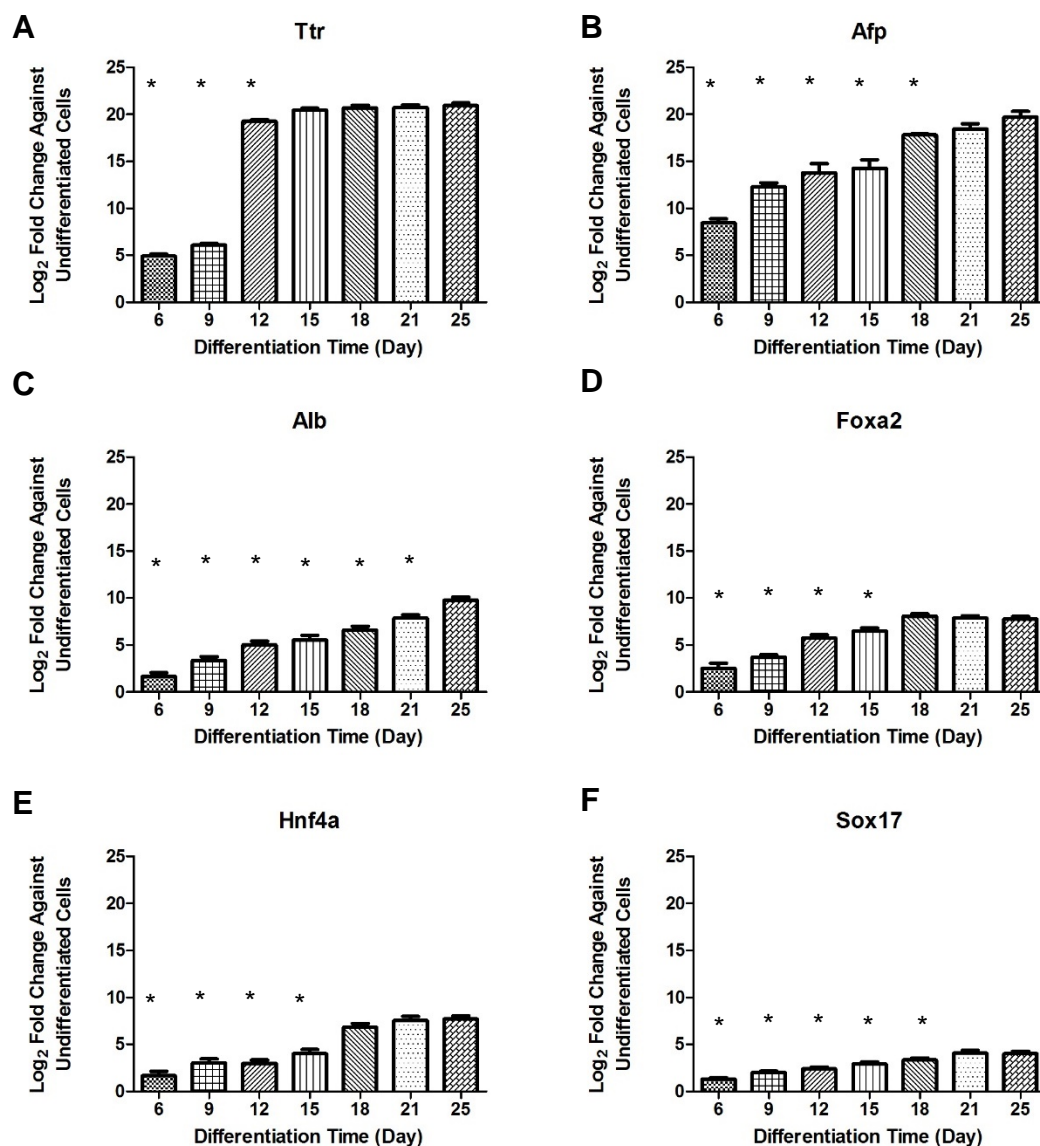 A
Ttr
Log2 Fold Change Against
Undifferentiated Cells
25
20
15
10
5
0
* * *
6 9 12 15 18 21 25
Differentiation Time (Day)
B
Afp
Log2 Fold Change Against
Undifferentiated Cells
25
20
15
10
5
0
* * * * *
6 9 12 15 18 21 25
Differentiation Time (Day)
C
Alb
Log2 Fold Change Against
Undifferentiated Cells
25
20
15
10
5
0
* * * * * *
6 9 12 15 18 21 25
Differentiation Time (Day)
D
Foxa2
Log2 Fold Change Against
Undifferentiated Cells
25
20
15
10
5
0
* * * *
6 9 12 15 18 21 25
Differentiation Time (Day)
E
Hnf4a
Log2 Fold Change Against
Undifferentiated Cells
25
20
15
10
5
0
* * * *
6 9 12 15 18 21 25
Differentiation Time (Day)
F
Sox17
Log2 Fold Change Against
Undifferentiated Cells
25
20
15
10
5
0
* * * * *
6 9 12 15 18 21 25
Differentiation Time (Day)